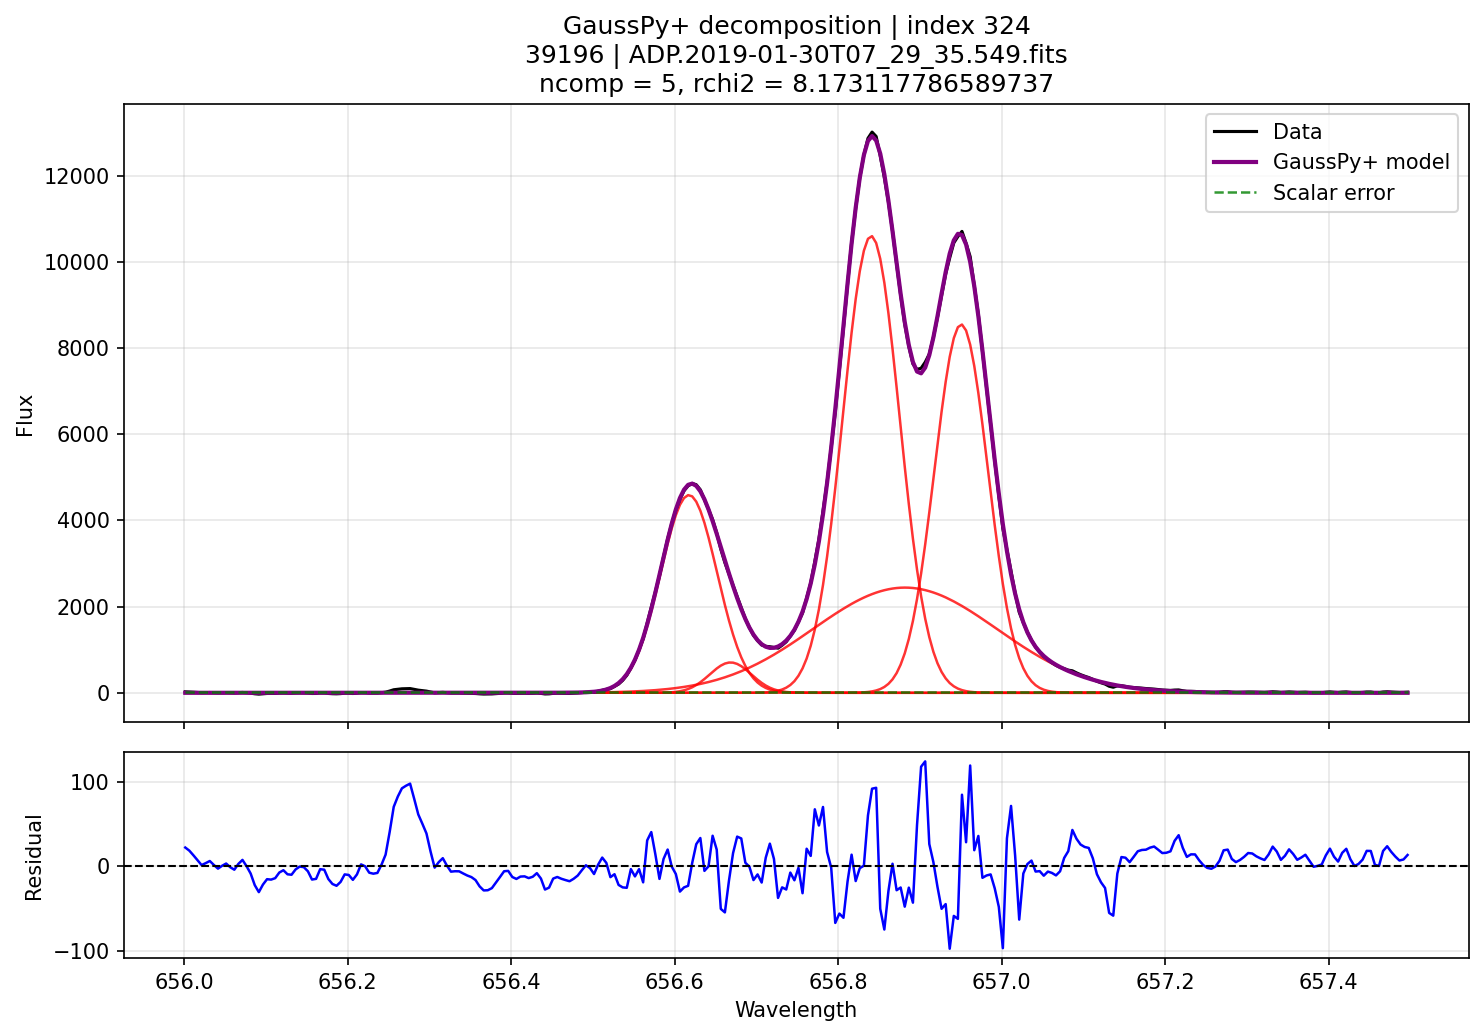 GaussPy+ decomposition | index 324
39196 | ADP.2019-01-30T07_29_35.549.fits
ncomp = 5, rchi2 = 8.173117786589737
Data
GaussPy+ model
Scalar error
Flux
12000
10000
8000
6000
4000
2000
0
Residual
100
0
−100
656.0 656.2 656.4 656.6 656.8 657.0 657.2 657.4
Wavelength